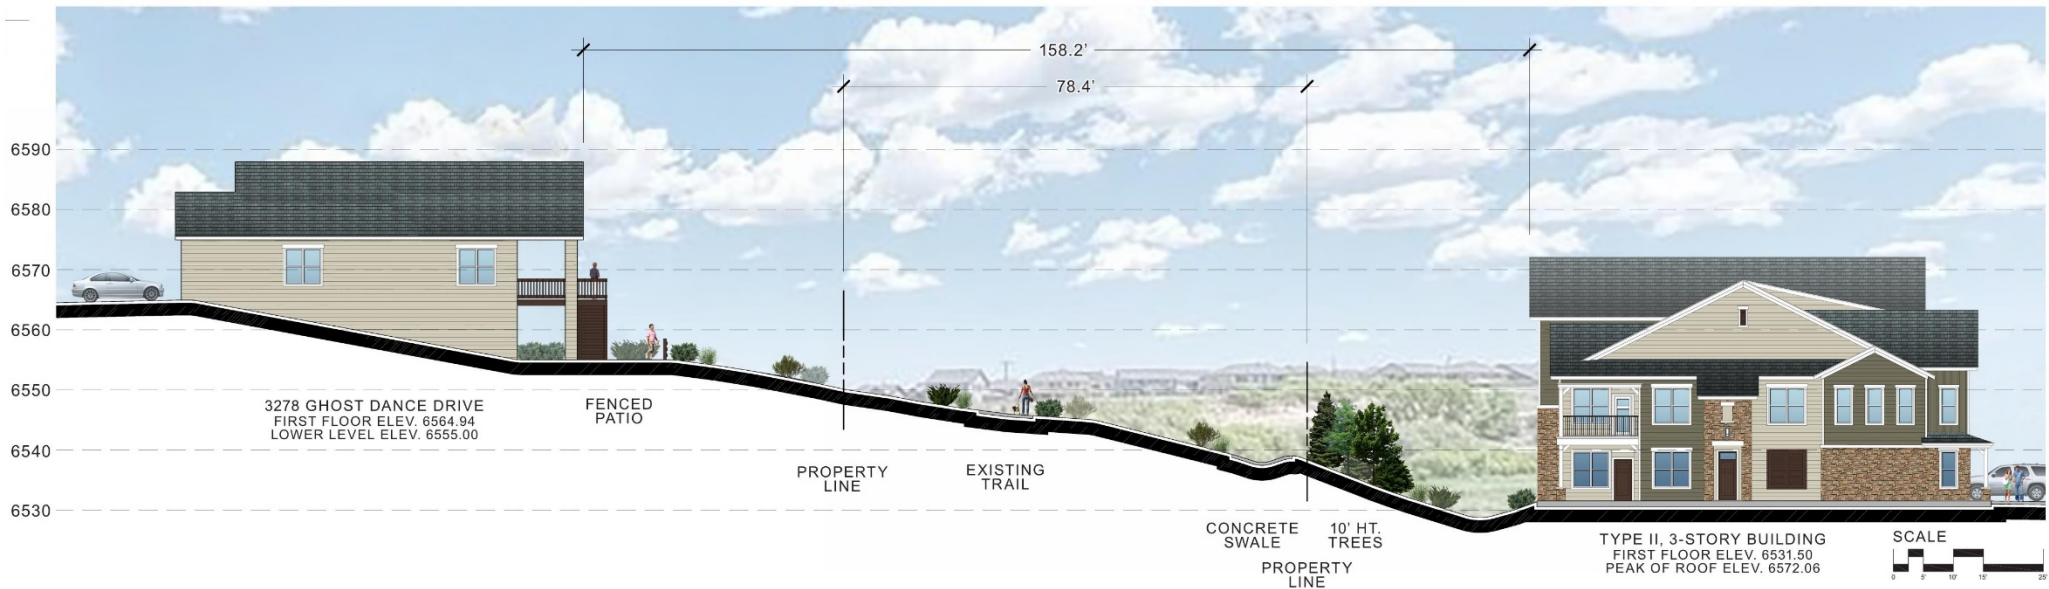 158.2'
78.4'
6590
6580
6570
6560
6550
6540
6530
3278 GHOST DANCE DRIVE
FIRST FLOOR ELEV. 6564.94
LOWER LEVEL ELEV. 6555.00
FENCED
PATIO
PROPERTY
LINE
EXISTING
TRAIL
CONCRETE
SWALE
10' HT.
TREES
PROPERTY
LINE
TYPE II, 3-STORY BUILDING
FIRST FLOOR ELEV. 6531.50
PEAK OF ROOF ELEV. 6572.06
SCALE
0 5' 10' 15' 25'